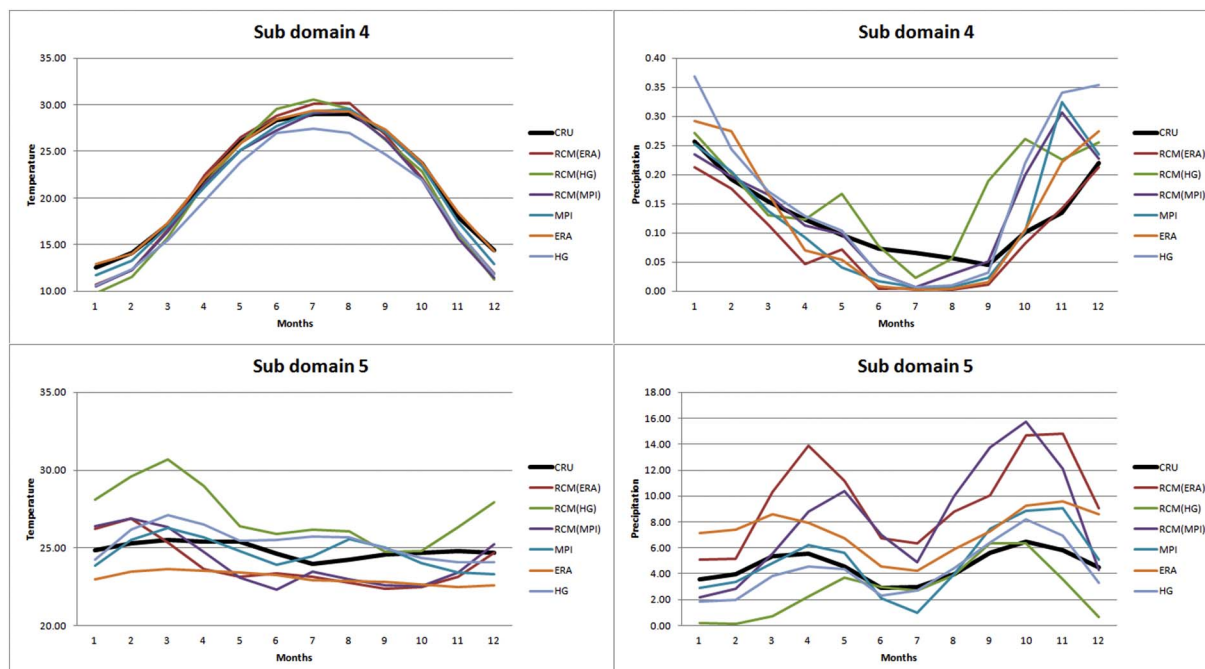 Sub domain 4
35.00
30.00
25.00
20.00
15.00
10.00
Temperature
1 2 3 4 5 6 7 8 9 10 11 12
Months
CRU
RCM(ERA)
RCM(HG)
RCM(MPI)
MPI
ERA
HG
Sub domain 4
0.40
0.35
0.30
0.25
0.20
0.15
0.10
0.05
0.00
Precipitation
1 2 3 4 5 6 7 8 9 10 11 12
Months
CRU
RCM(ERA)
RCM(HG)
RCM(MPI)
MPI
ERA
HG
Sub domain 5
35.00
30.00
25.00
20.00
Temperature
1 2 3 4 5 6 7 8 9 10 11 12
Months
CRU
RCM(ERA)
RCM(HG)
RCM(MPI)
MPI
ERA
HG
Sub domain 5
18.00
16.00
14.00
12.00
10.00
8.00
6.00
4.00
2.00
0.00
Precipitation
1 2 3 4 5 6 7 8 9 10 11 12
Months
CRU
RCM(ERA)
RCM(HG)
RCM(MPI)
MPI
ERA
HG